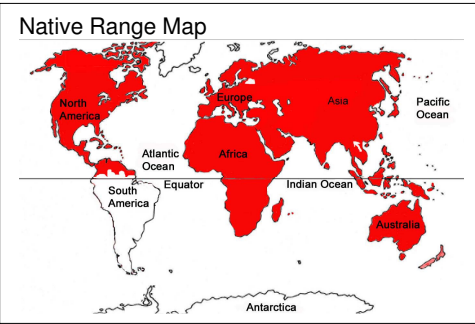 Native Range Map
North
America
Europe
Asia
Pacific
Ocean
Atlantic
Ocean
Africa
Equator
Indian Ocean
South
America
Australia
Antarctica